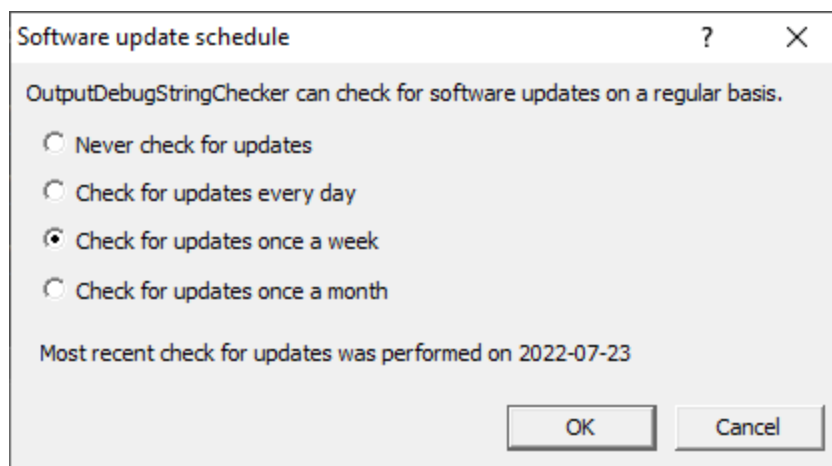 Software update schedule
OutputDebugStringChecker can check for software updates on a regular basis.
Never check for updates
Check for updates every day
Check for updates once a week
Check for updates once a month
Most recent check for updates was performed on 2022-07-23
OK Cancel